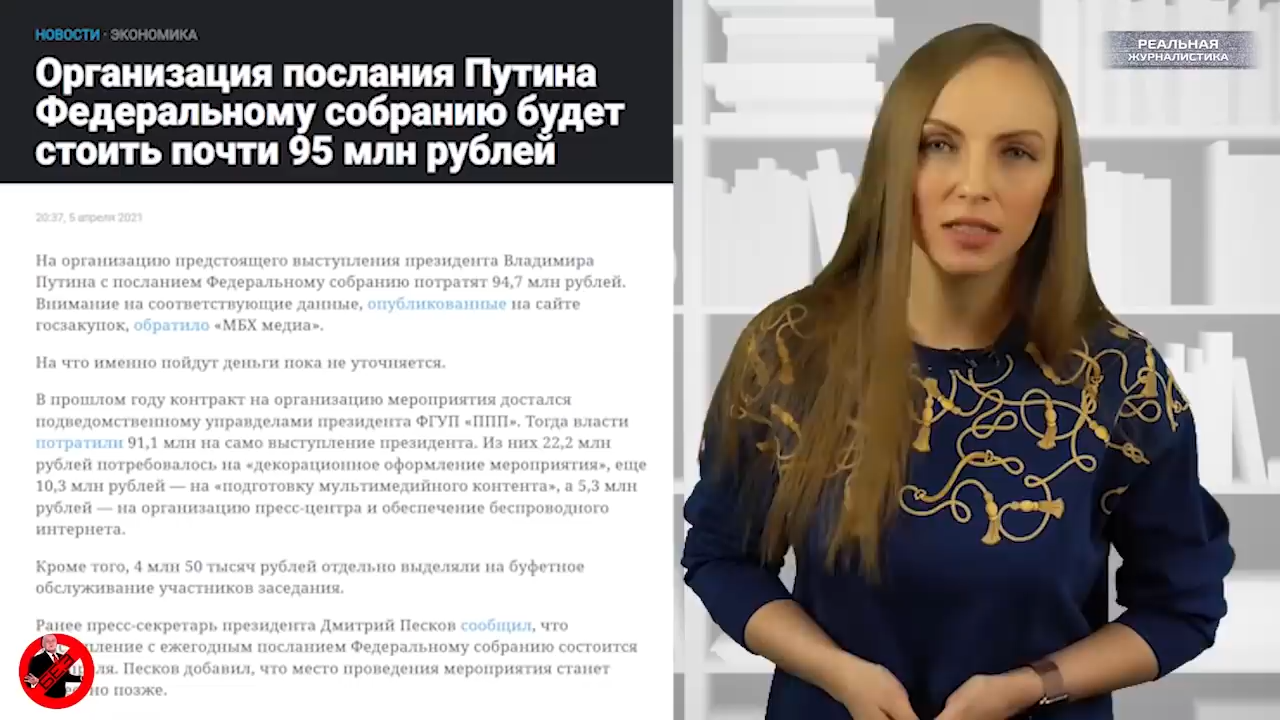 НОВОСТИ · ЭКОНОМИКА
Организация послания Путина
Федеральному собранию будет
стоить почти 95 млн рублей
20:37, 5 апреля 2021
На организацию предстоящего выступления президента Владимира
Путина с посланием Федеральному собранию потратят 94,7 млн рублей.
Внимание на соответствующие данные, опубликованные на сайте
госзакупок, обратило «МБХ медиа».
На что именно пойдут деньги пока не уточняется.
В прошлом году контракт на организацию мероприятия достался
подведомственному управделами президента ФГУП «ППП». Тогда власти
потратили 91,1 млн на само выступление президента. Из них 22,2 млн
рублей потребовалось на «декорационное оформление мероприятия», еще
10,3 млн рублей — на «подготовку мультимедийного контента», а 5,3 млн
рублей — на организацию пресс-центра и обеспечение беспроводного
интернета.
Кроме того, 4 млн 50 тысяч рублей отдельно выделяли на буфетное
обслуживание участников заседания.
Ранее пресс-секретарь президента Дмитрий Песков сообщил, что
с ежегодным посланием Федеральному собранию состоится
Песков добавил, что место проведения мероприятия станет
позже.
РЕАЛЬНАЯ
ЖУРНАЛИСТИКА